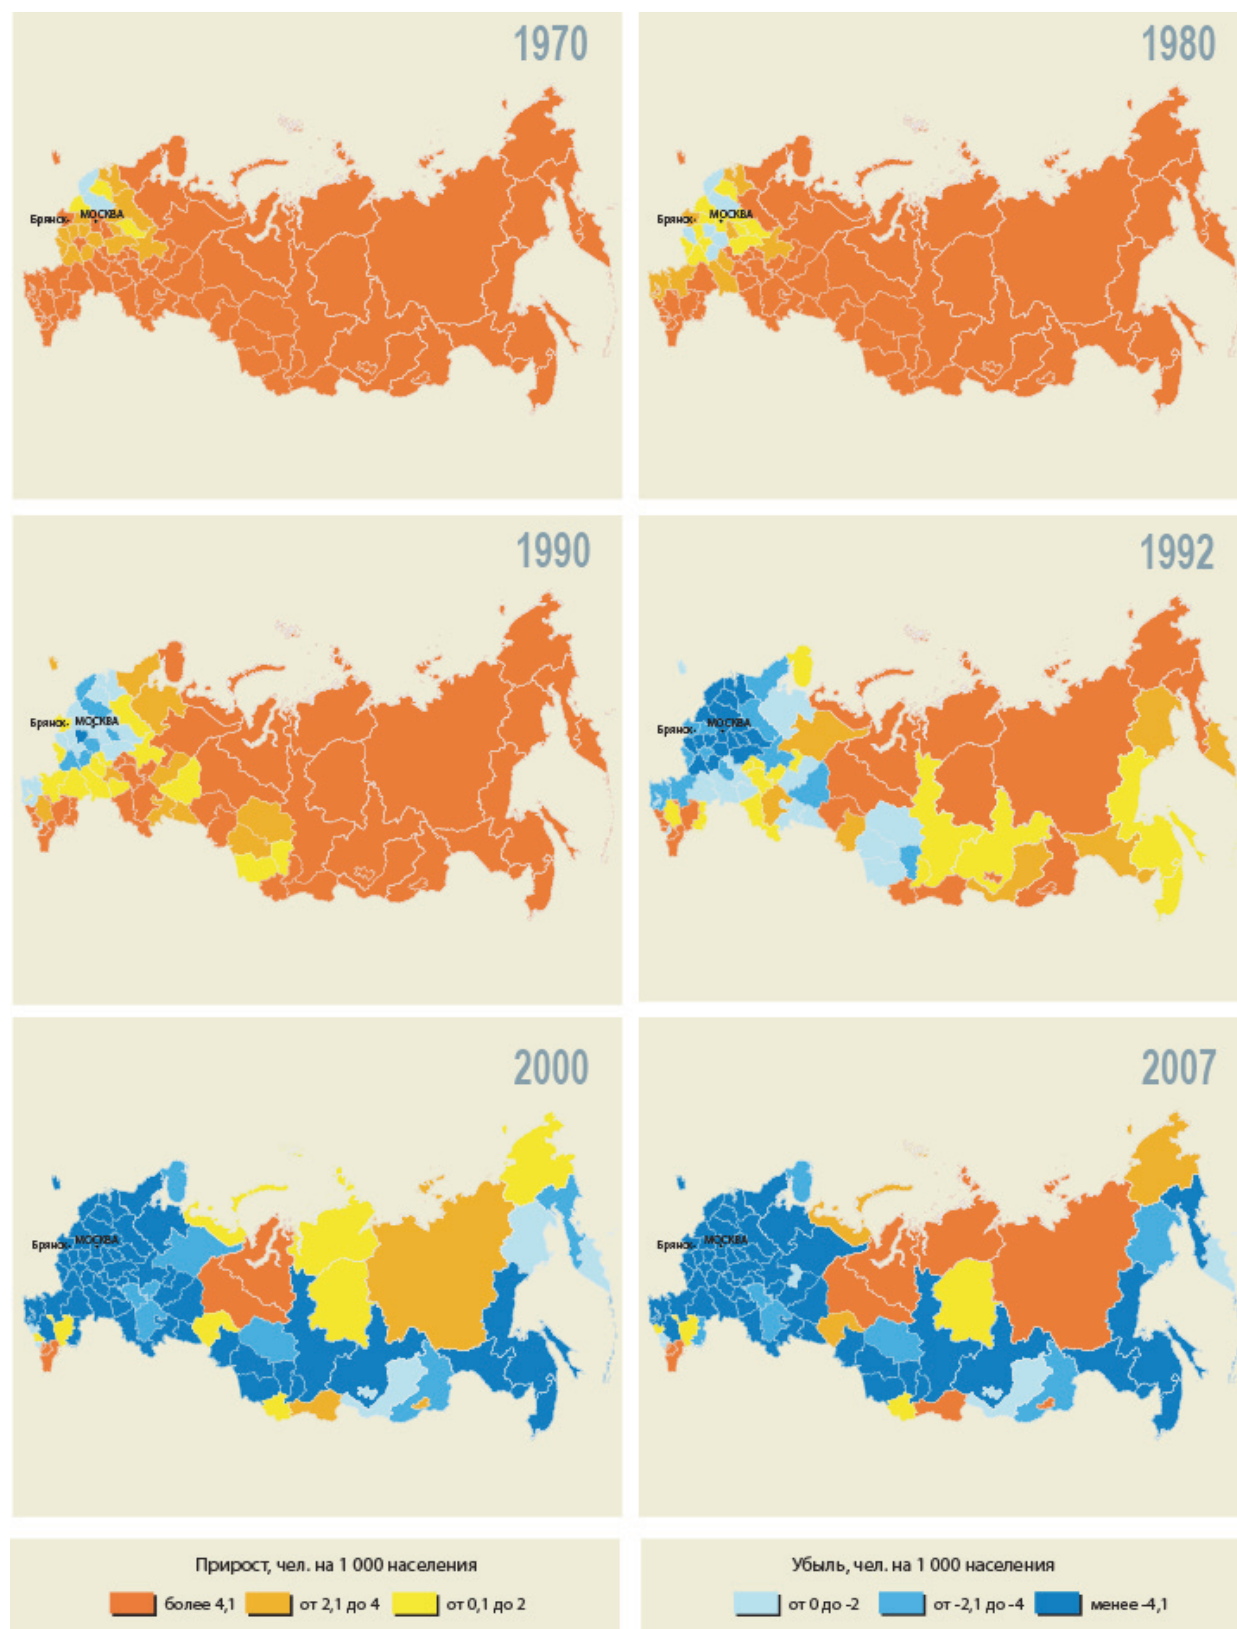 1970
1980
Брянск
МОСКВА
Брянск
МОСКВА
1990
1992
Брянск
МОСКВА
Брянск
МОСКВА
2000
2007
Брянск
МОСКВА
Брянск
МОСКВА
Прирост, чел. на 1 000 населения
более 4,1 от 2,1 до 4 от 0,1 до 2
Убыль, чел. на 1 000 населения
от 0 до -2 от -2,1 до -4 менее -4,1